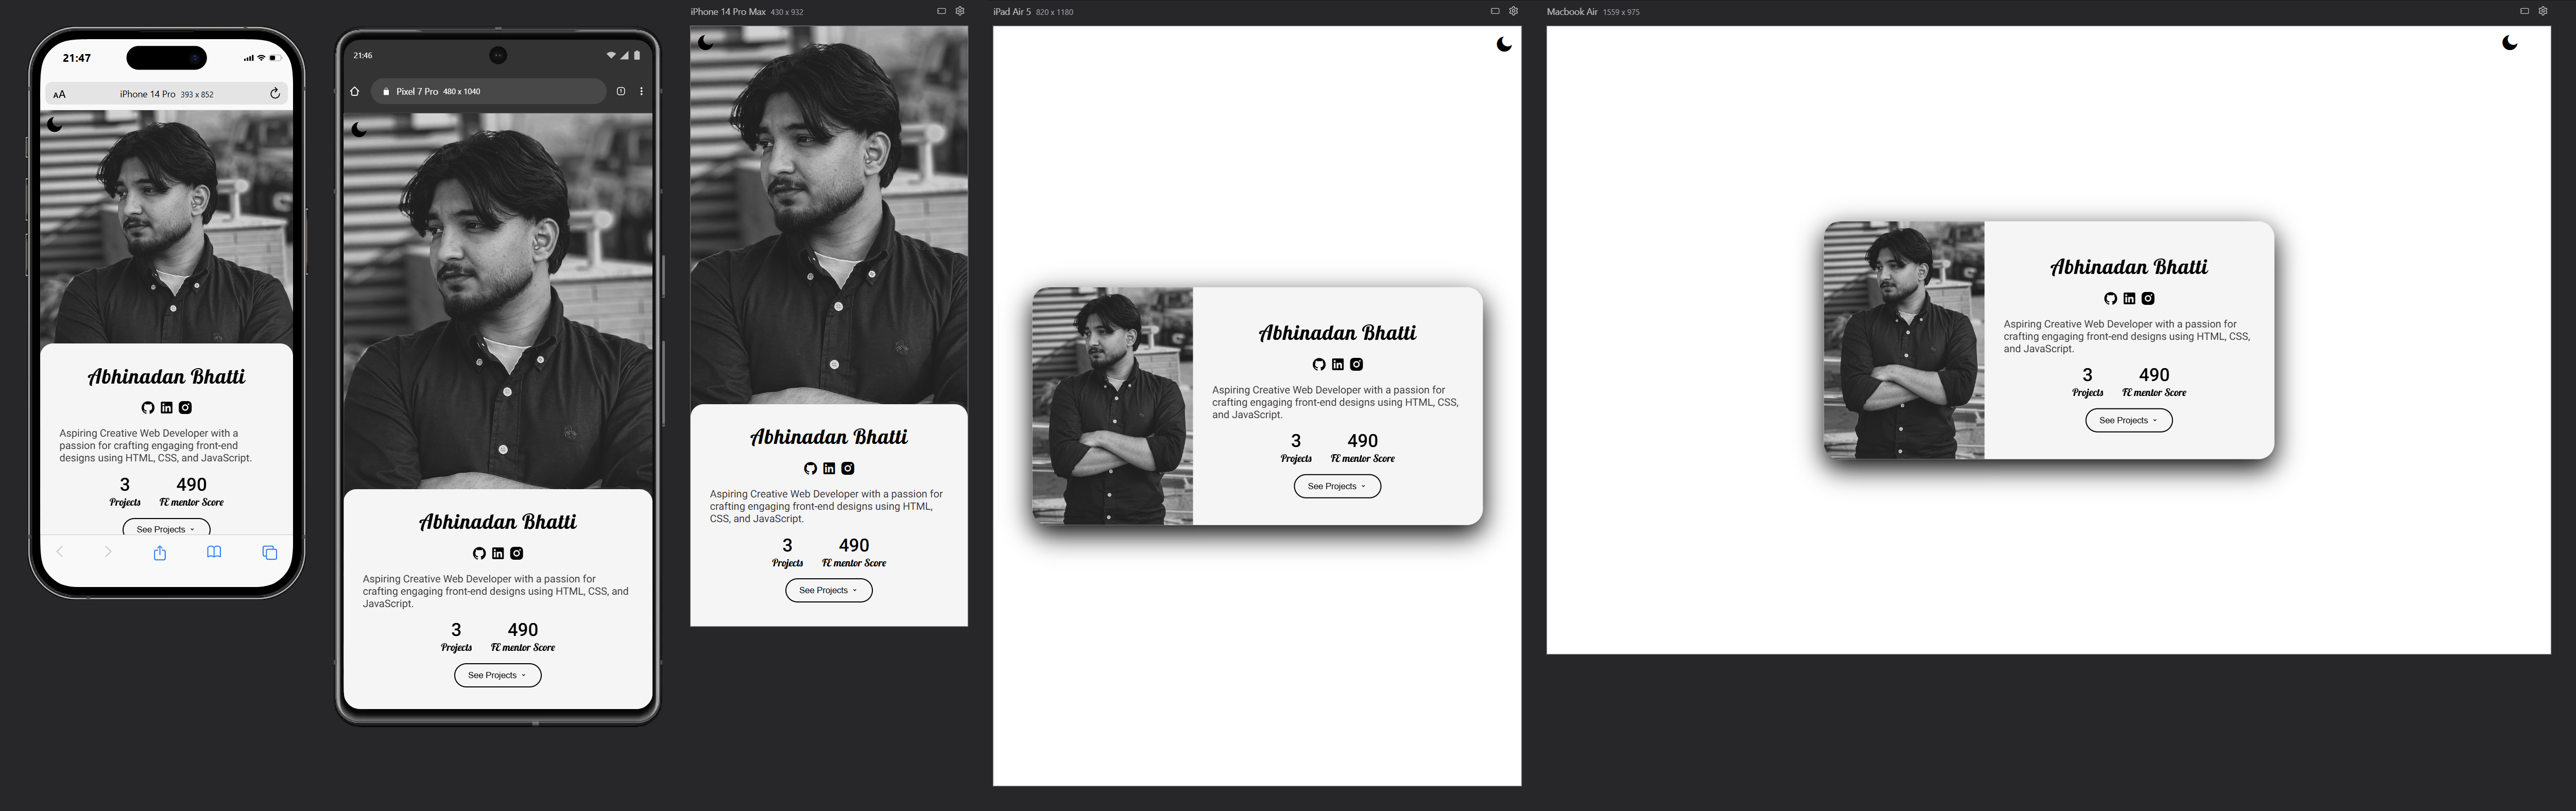 21:47
AA iPhone 14 Pro 393 x 852
Abhinadan Bhatti
Aspiring Creative Web Developer with a
passion for crafting engaging front-end
designs using HTML, CSS, and JavaScript.
3 490
Projects FE mentor Score
See Projects
21:46
Pixel 7 Pro 480 x 1040
1
Abhinadan Bhatti
in
Aspiring Creative Web Developer with a passion for
crafting engaging front-end designs using HTML, CSS, and
JavaScript.
3 490
Projects FE mentor Score
See Projects
iPhone 14 Pro Max 430 x 932
Abhinadan Bhatti
in
Aspiring Creative Web Developer with a passion for
crafting engaging front-end designs using HTML,
CSS, and JavaScript.
3 490
Projects FE mentor Score
See Projects
iPad Air 5 820 x 1180
Abhinadan Bhatti
in
Aspiring Creative Web Developer with a passion for
crafting engaging front-end designs using HTML, CSS,
and JavaScript.
3 490
Projects FE mentor Score
See Projects
Macbook Air 1559 x 975
Abhinadan Bhatti
in
Aspiring Creative Web Developer with a passion for
crafting engaging front-end designs using HTML, CSS,
and JavaScript.
3 490
Projects FE mentor Score
See Projects